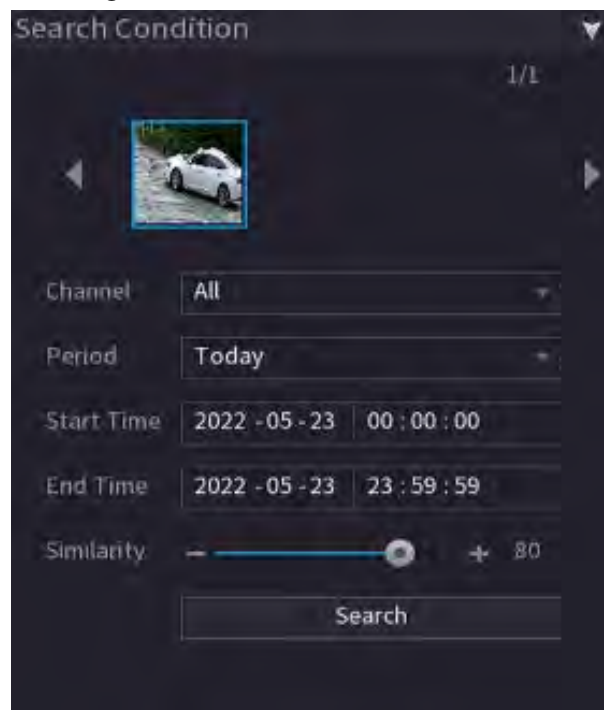 Search Condition
1/1
Channel All
Period Today
Start Time 2022 - 05 - 23 00 : 00 : 00
End Time 2022 - 05 - 23 23 : 59 : 59
Similarity - + 80
Search